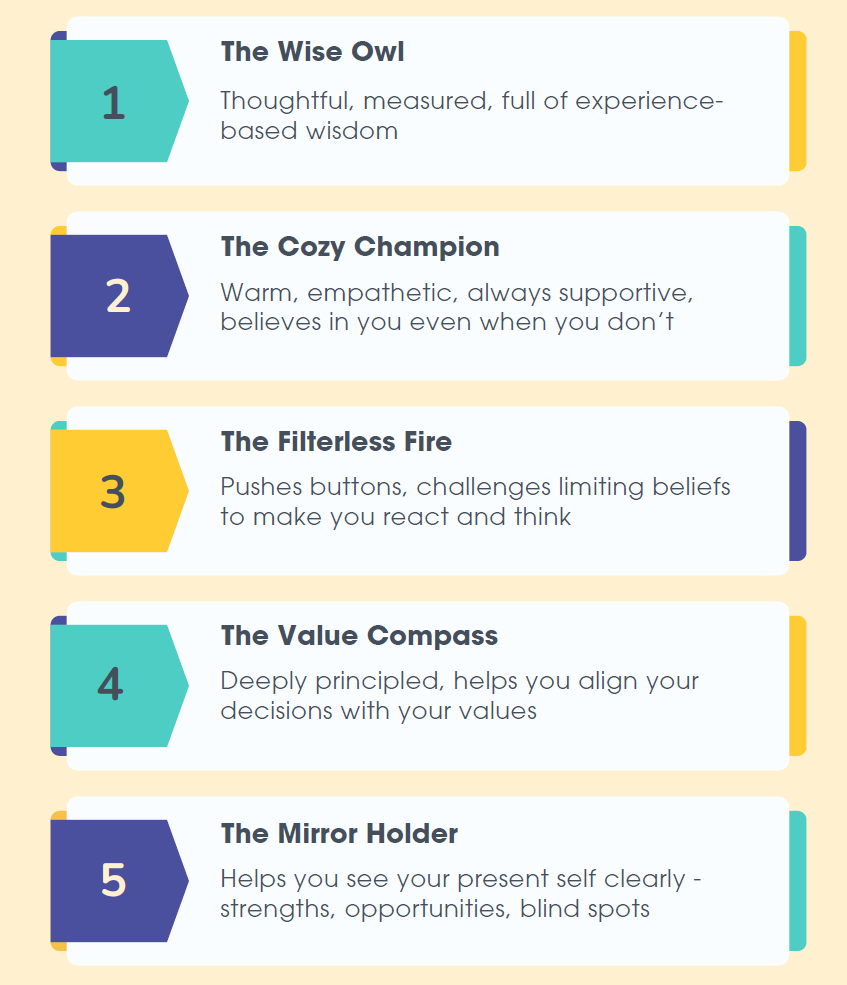 1
The Wise Owl
Thoughtful, measured, full of experience-
based wisdom
2
The Cozy Champion
Warm, empathetic, always supportive,
believes in you even when you don’t
3
The Filterless Fire
Pushes buttons, challenges limiting beliefs
to make you react and think
4
The Value Compass
Deeply principled, helps you align your
decisions with your values
5
The Mirror Holder
Helps you see your present self clearly -
strengths, opportunities, blind spots